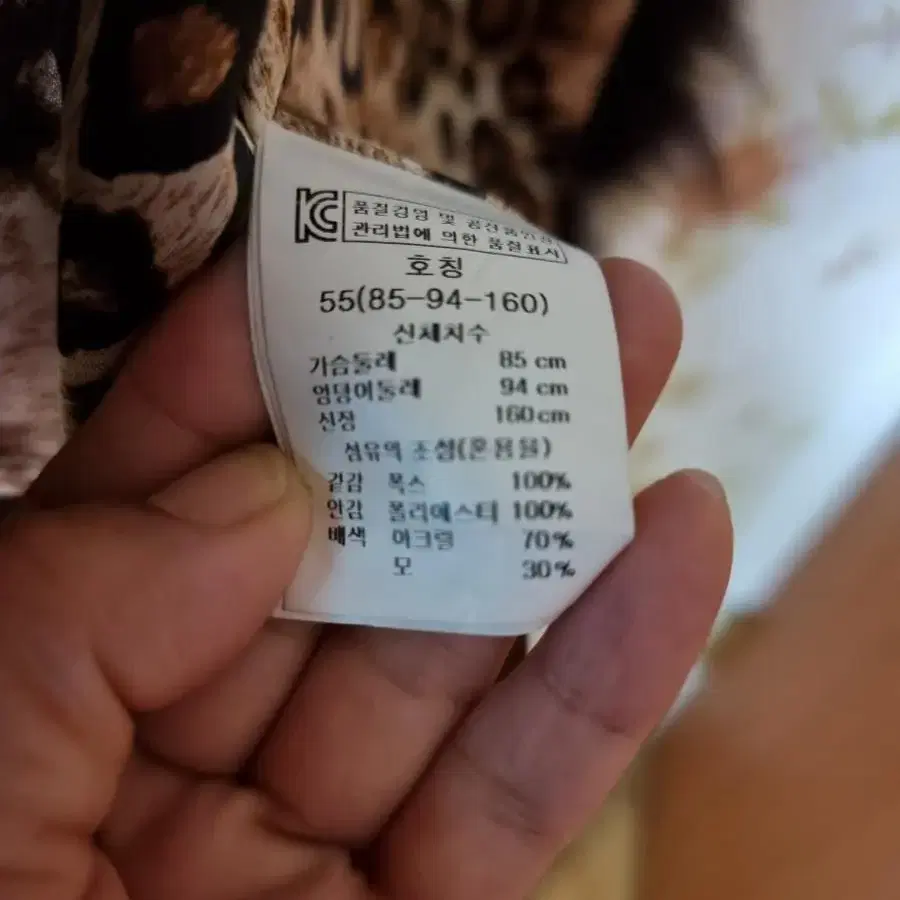 KC 품질경영 및 공산품안전
관리법에 의한 품질표시
호칭
55(85-94-160)
신체치수
가슴둘레 85 cm
엉덩이둘레 94 cm
신장 160cm
섬유의 조성(혼용율)
겉감 폭스 100%
안감 폴리에스터 100%
배색 아크릴 70%
모 30%